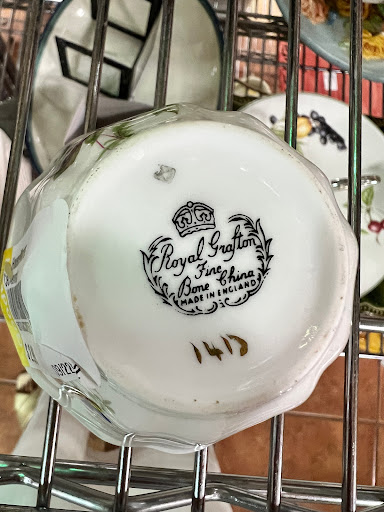 Royal Grafton
Fine
Bone China
MADE IN ENGLAND
1417